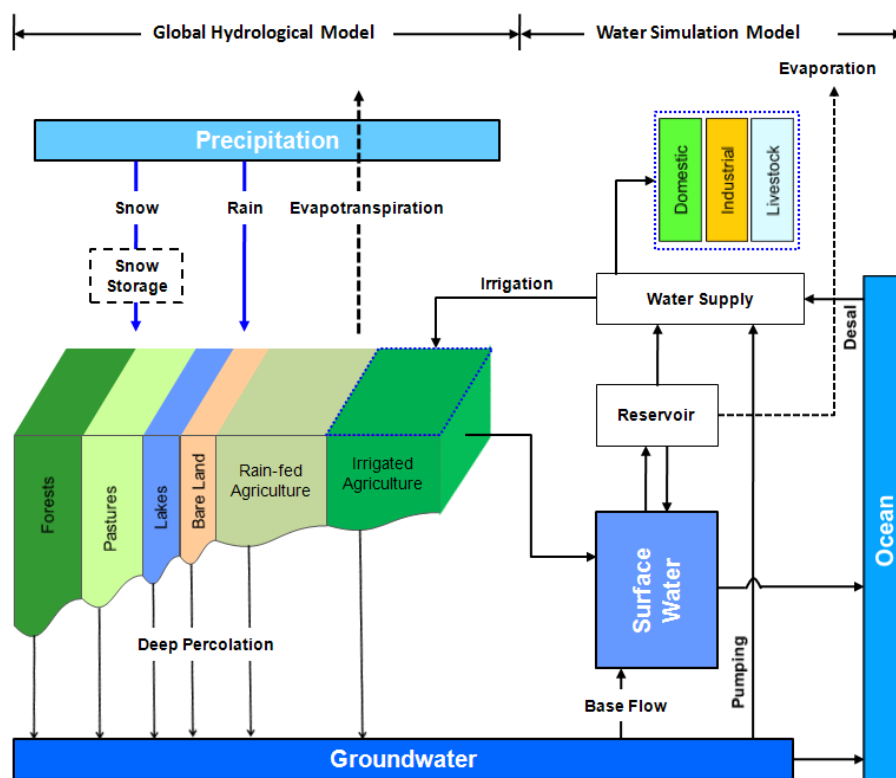 Global Hydrological Model
Water Simulation Model
Evaporation
Precipitation
Snow
Rain
Evapotranspiration
Snow
Storage
Domestic
Industrial
Livestock
Irrigation
Water Supply
Desal
Reservoir
Forests
Pastures
Lakes
Bare Land
Rain-fed
Agriculture
Irrigated
Agriculture
Surface
Water
Ocean
Deep Percolation
Base Flow
Pumping
Groundwater